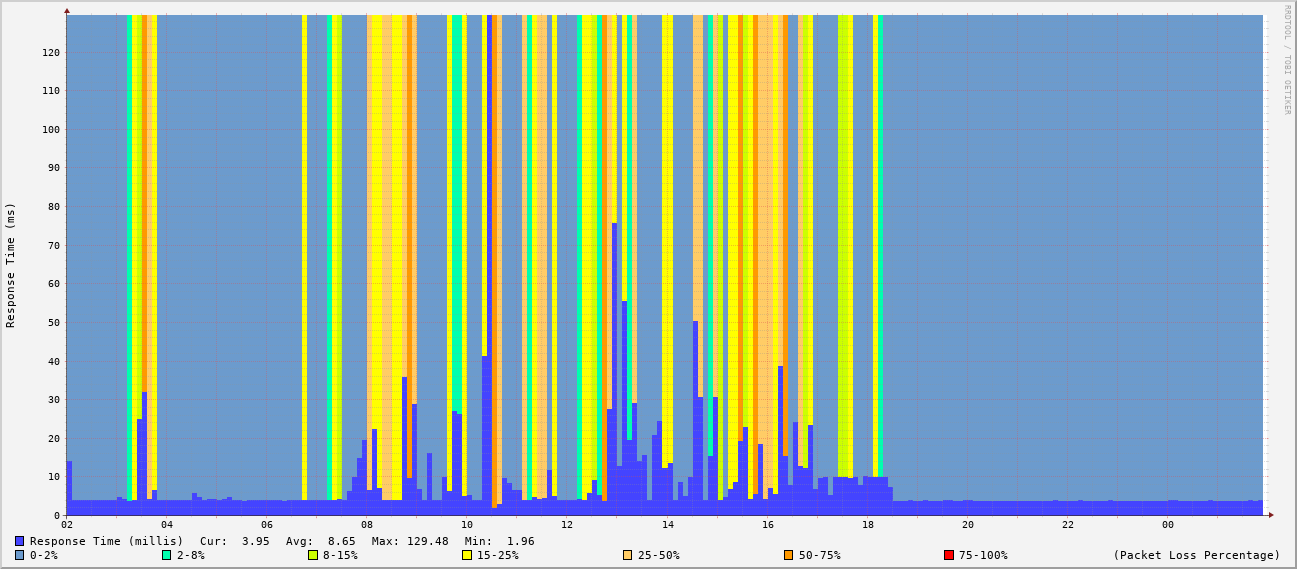 RRDTOOL / TOBI OETIKER
Response Time (ms)
120
110
100
90
80
70
60
50
40
30
20
10
0
02 04 06 08 10 12 14 16 18 20 22 00
Response Time (millis) Cur: 3.95 Avg: 8.65 Max: 129.48 Min: 1.96
0-2% 2-8% 8-15% 15-25% 25-50% 50-75% 75-100% (Packet Loss Percentage)